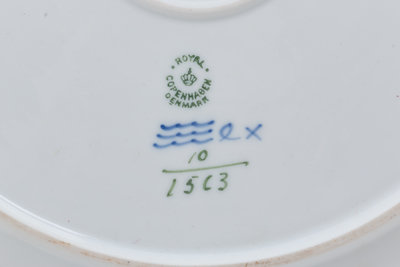 ROYAL
COPENHAGEN
DENMARK
ex
10
1563